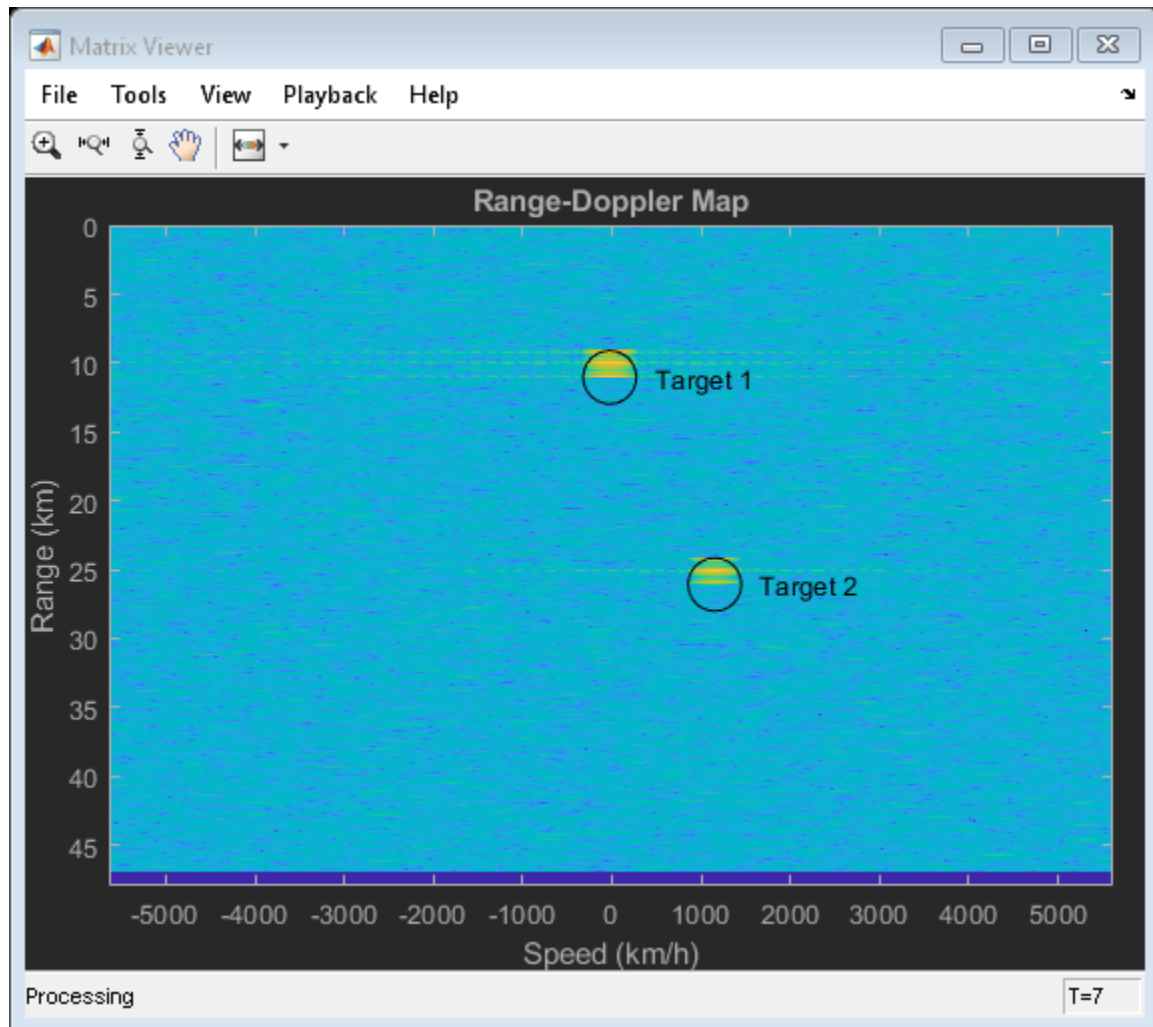 Matrix Viewer
File Tools View Playback Help
Range-Doppler Map
0
5
10
Target 1
15
20
Range (km)
25
Target 2
30
35
40
45
-5000 -4000 -3000 -2000 -1000 0 1000 2000 3000 4000 5000
Speed (km/h)
Processing T=7